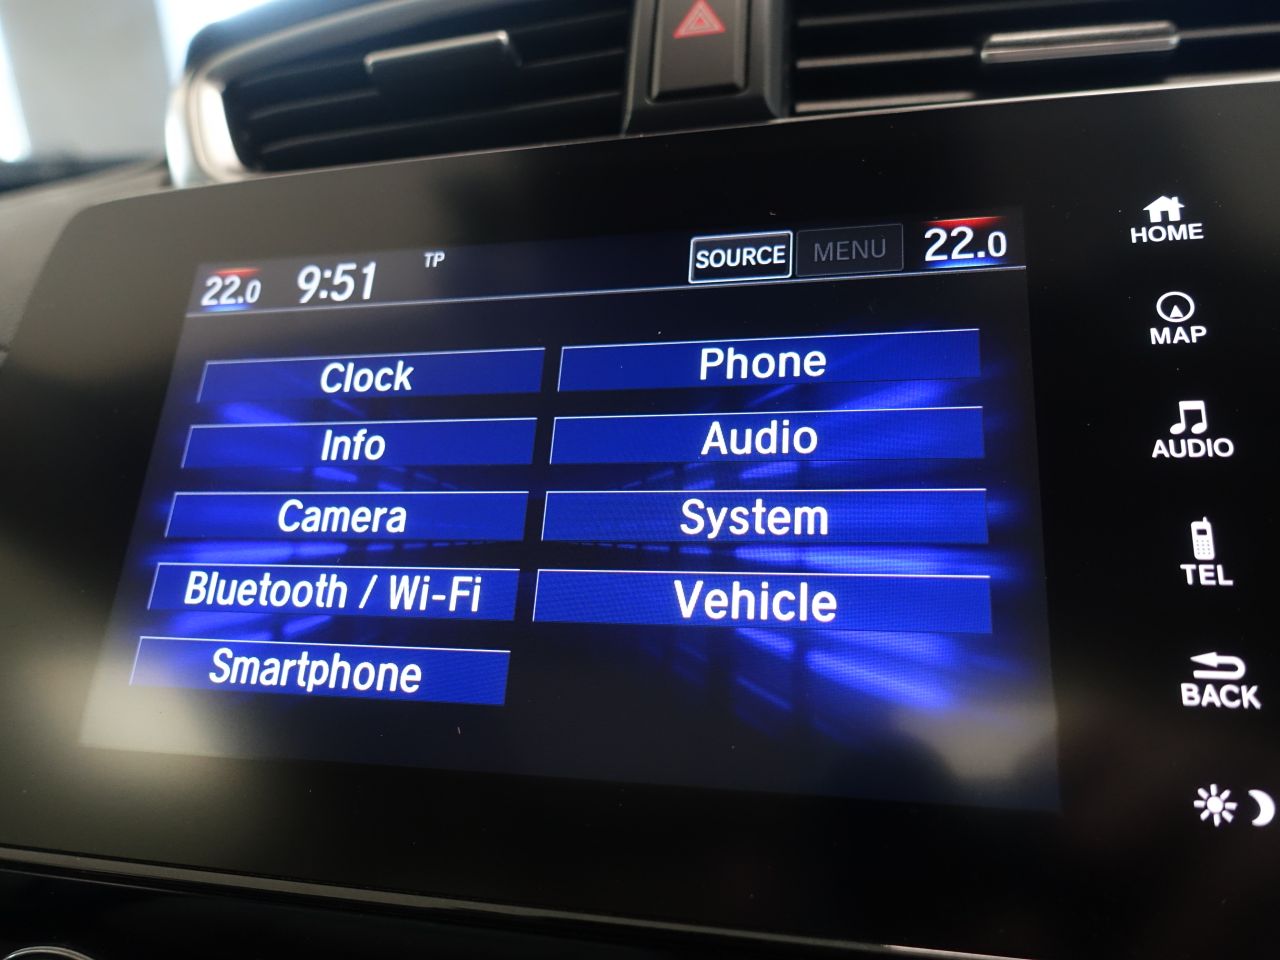 22.0 9:51 TP SOURCE MENU 22.0
Clock
Phone
Info
Audio
Camera
System
Bluetooth / Wi-Fi
Vehicle
Smartphone
HOME
MAP
AUDIO
TEL
BACK